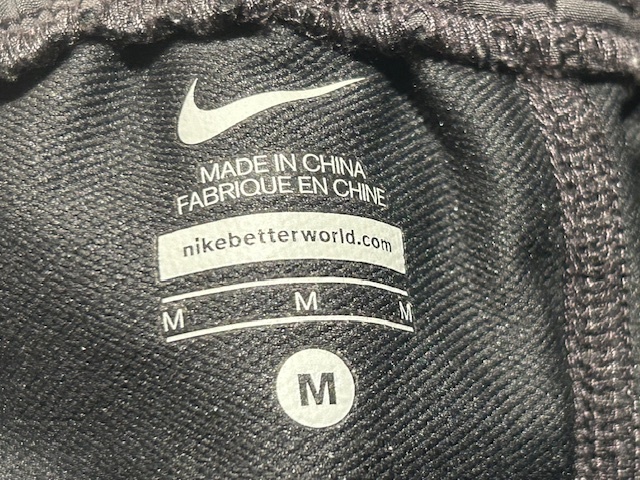 MADE IN CHINA
FABRIQUE EN CHINE
nikebetterworld.com
M M M
M